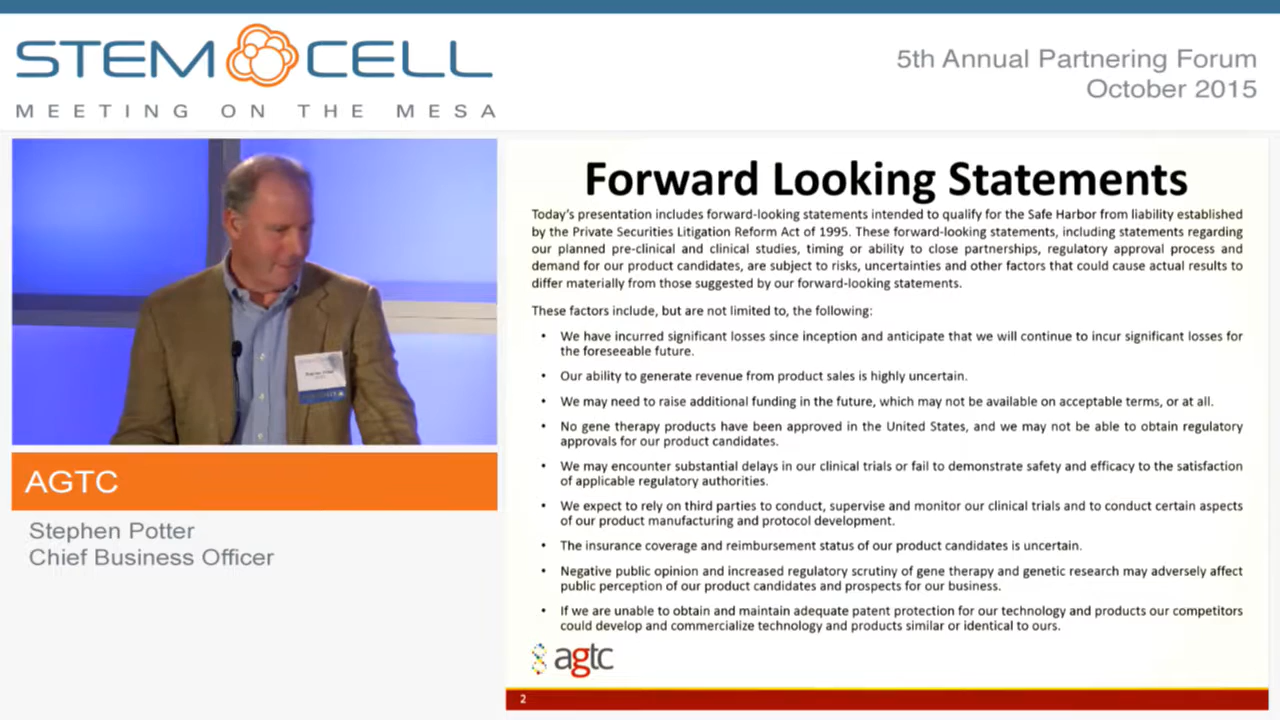 STEM CELL
MEETING ON THE MESA
5th Annual Partnering Forum
October 2015
AGTC
Stephen Potter
Chief Business Officer
Forward Looking Statements
Today's presentation includes forward-looking statements intended to qualify for the Safe Harbor from liability established
by the Private Securities Litigation Reform Act of 1995. These forward-looking statements, including statements regarding
our planned pre-clinical and clinical studies, timing or ability to close partnerships, regulatory approval process and
demand for our product candidates, are subject to risks, uncertainties and other factors that could cause actual results to
differ materially from those suggested by our forward-looking statements.
These factors include, but are not limited to, the following:
• We have incurred significant losses since inception and anticipate that we will continue to incur significant losses for
the foreseeable future.
• Our ability to generate revenue from product sales is highly uncertain.
• We may need to raise additional funding in the future, which may not be available on acceptable terms, or at all.
• No gene therapy products have been approved in the United States, and we may not be able to obtain regulatory
approvals for our product candidates.
• We may encounter substantial delays in our clinical trials or fail to demonstrate safety and efficacy to the satisfaction
of applicable regulatory authorities.
• We expect to rely on third parties to conduct, supervise and monitor our clinical trials and to conduct certain aspects
of our product manufacturing and protocol development.
• The insurance coverage and reimbursement status of our product candidates is uncertain.
• Negative public opinion and increased regulatory scrutiny of gene therapy and genetic research may adversely affect
public perception of our product candidates and prospects for our business.
• If we are unable to obtain and maintain adequate patent protection for our technology and products our competitors
could develop and commercialize technology and products similar or identical to ours.
agtc
2